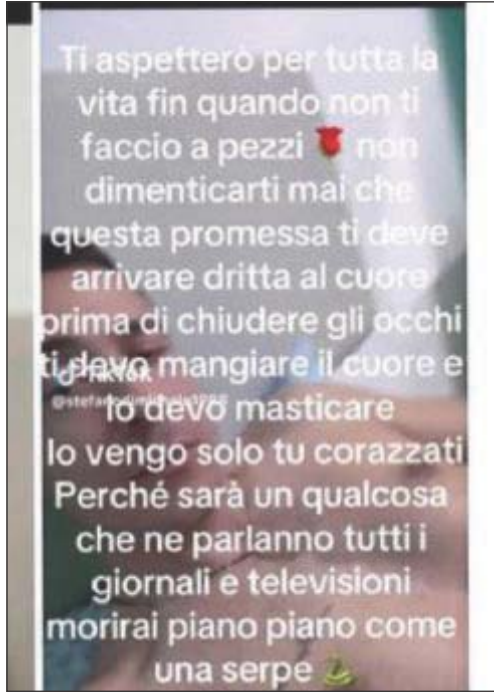 Ti aspetterò per tutta la
vita fin quando non ti
faccio a pezzi 🌹 non
dimenticarti mai che
questa promessa ti deve
arrivare dritta al cuore
prima di chiudere gli occhi
ti devo mangiare il cuore e
TikTok
lo devo masticare
Io vengo solo tu corazzati
Perché sarà un qualcosa
che ne parlanno tutti i
giornali e televisioni
morirai piano piano come
una serpe 🐍